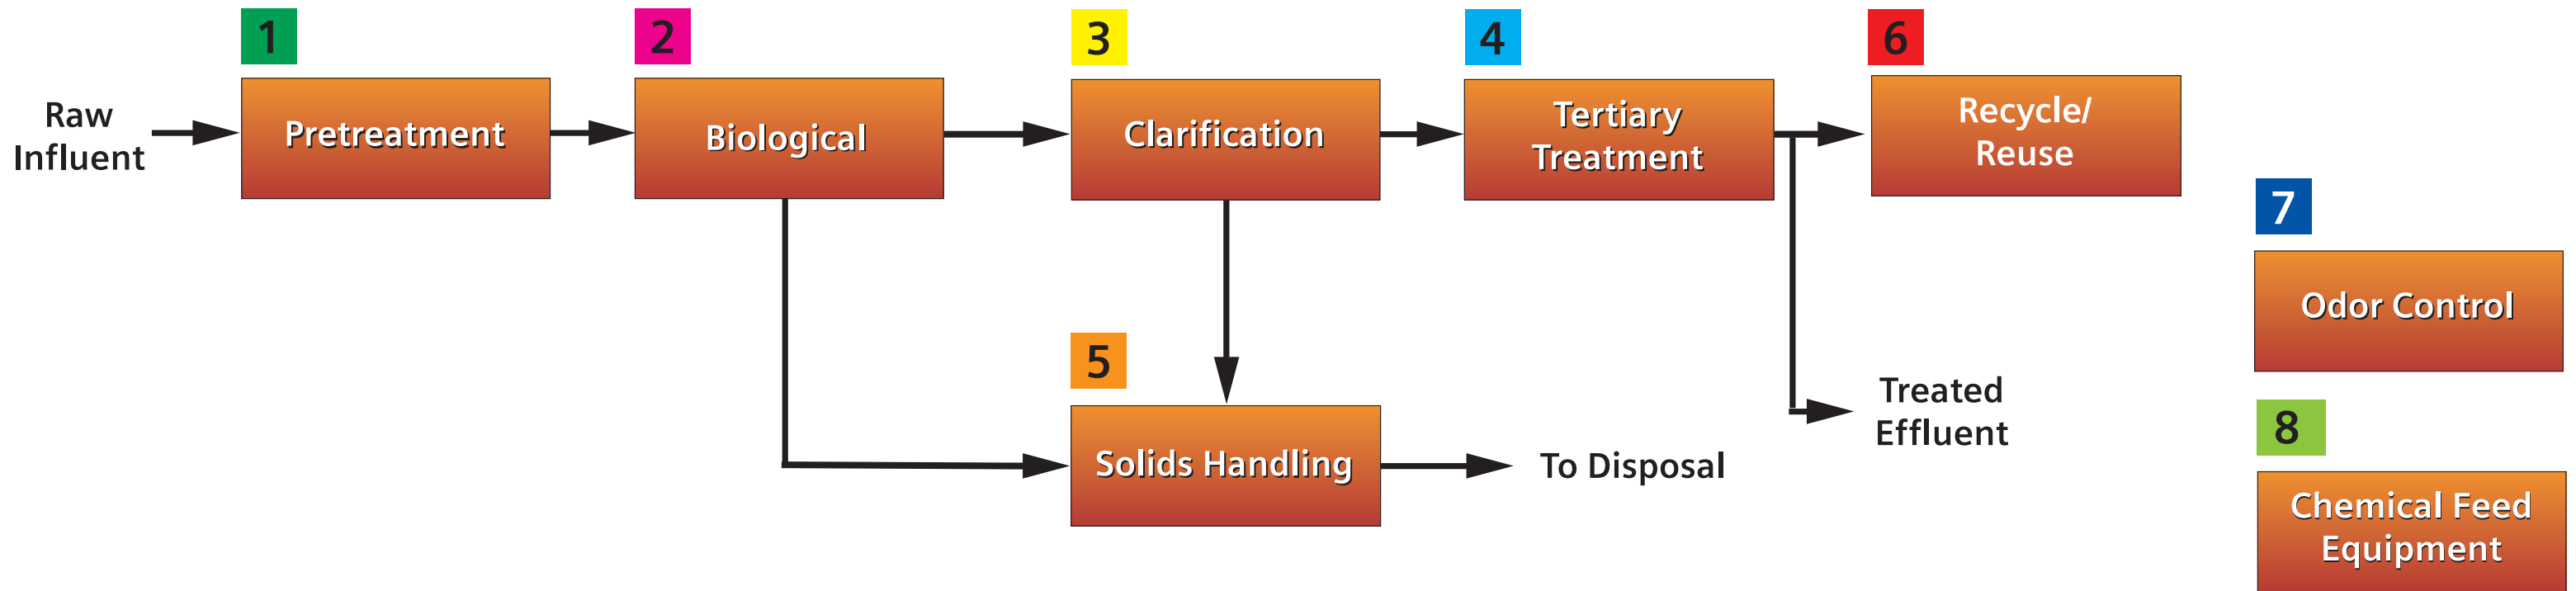 1
2
3
4
6
Raw
Influent
Pretreatment
Biological
Clarification
Tertiary
Treatment
Recycle/
Reuse
7
Odor Control
5
Solids Handling
To Disposal
Treated
Effluent
8
Chemical Feed
Equipment